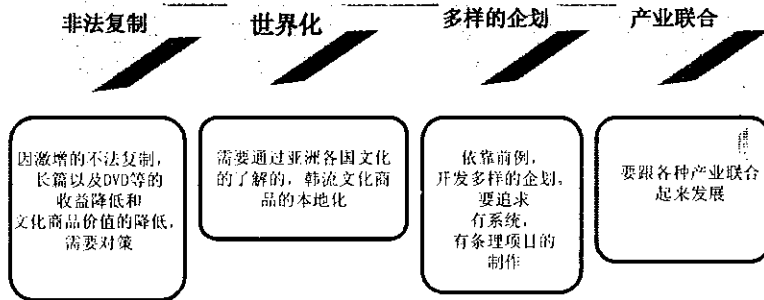 非法复制
世界化
多样的企划
产业联合
因激增的不法复制，
长篇以及DVD等的
收益降低和
文化商品价值的降低，
需要对策
需要通过亚洲各国文化
的了解的，韩流文化商
品的本地化
依靠前例，
开发多样的企划，
要追求
有系统，
有条理项目的
制作
要跟各种产业联合
起来发展